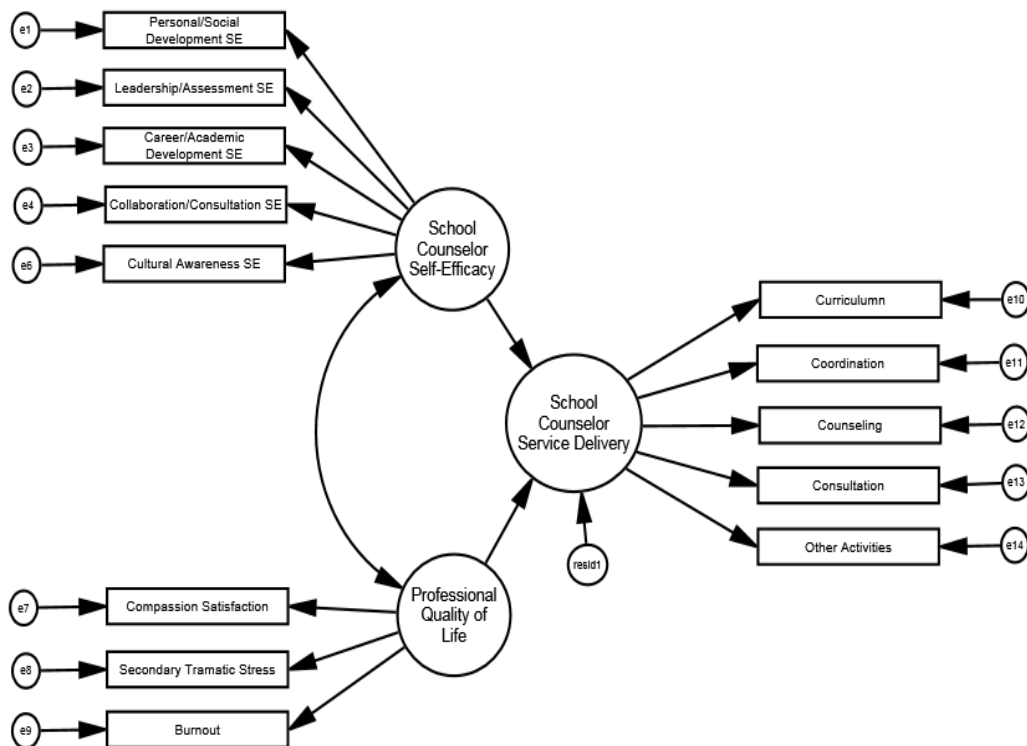 e1
Personal/Social
Development SE
e2
Leadership/Assessment SE
e3
Career/Academic
Development SE
e4
Collaboration/Consultation SE
e6
Cultural Awareness SE
School
Counselor
Self-Efficacy
Curriculumn
e10
Coordination
e11
School
Counselor
Service Delivery
Counseling
e12
Consultation
e13
Other Activities
e14
resid1
e7
Compassion Satisfaction
Professional
Quality of
Life
e8
Secondary Tramatic Stress
e9
Burnout